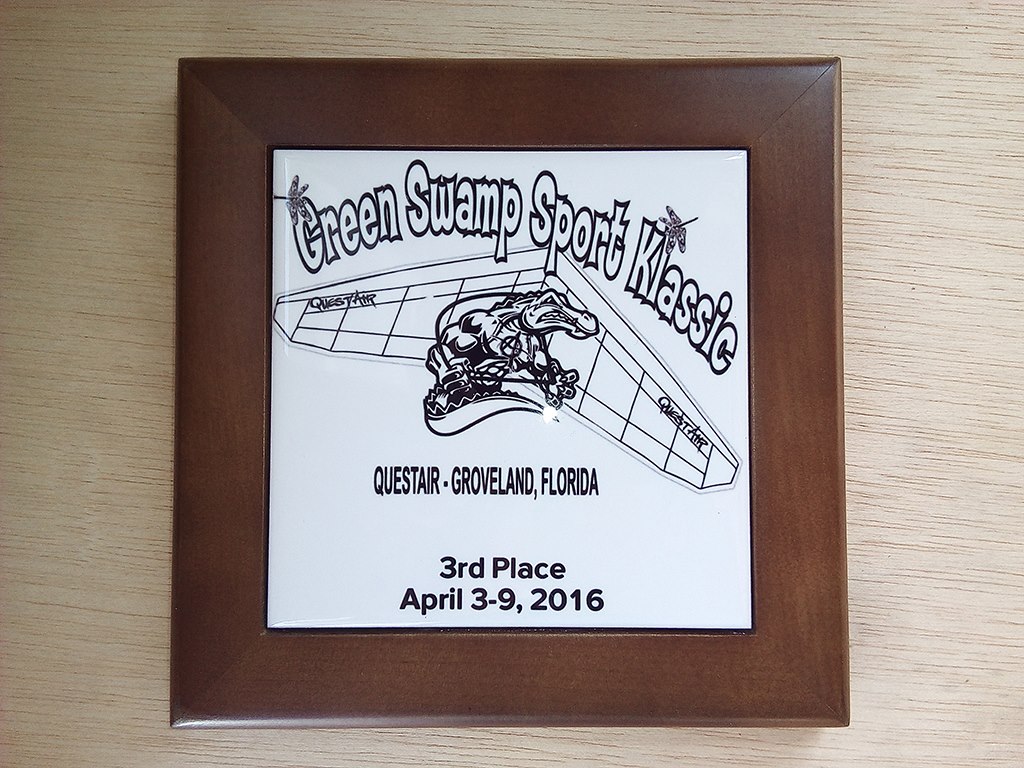 Green Swamp Sport Klassic
QUESTAIR
QUESTAIR
QUESTAIR - GROVELAND, FLORIDA
3rd Place
April 3-9, 2016